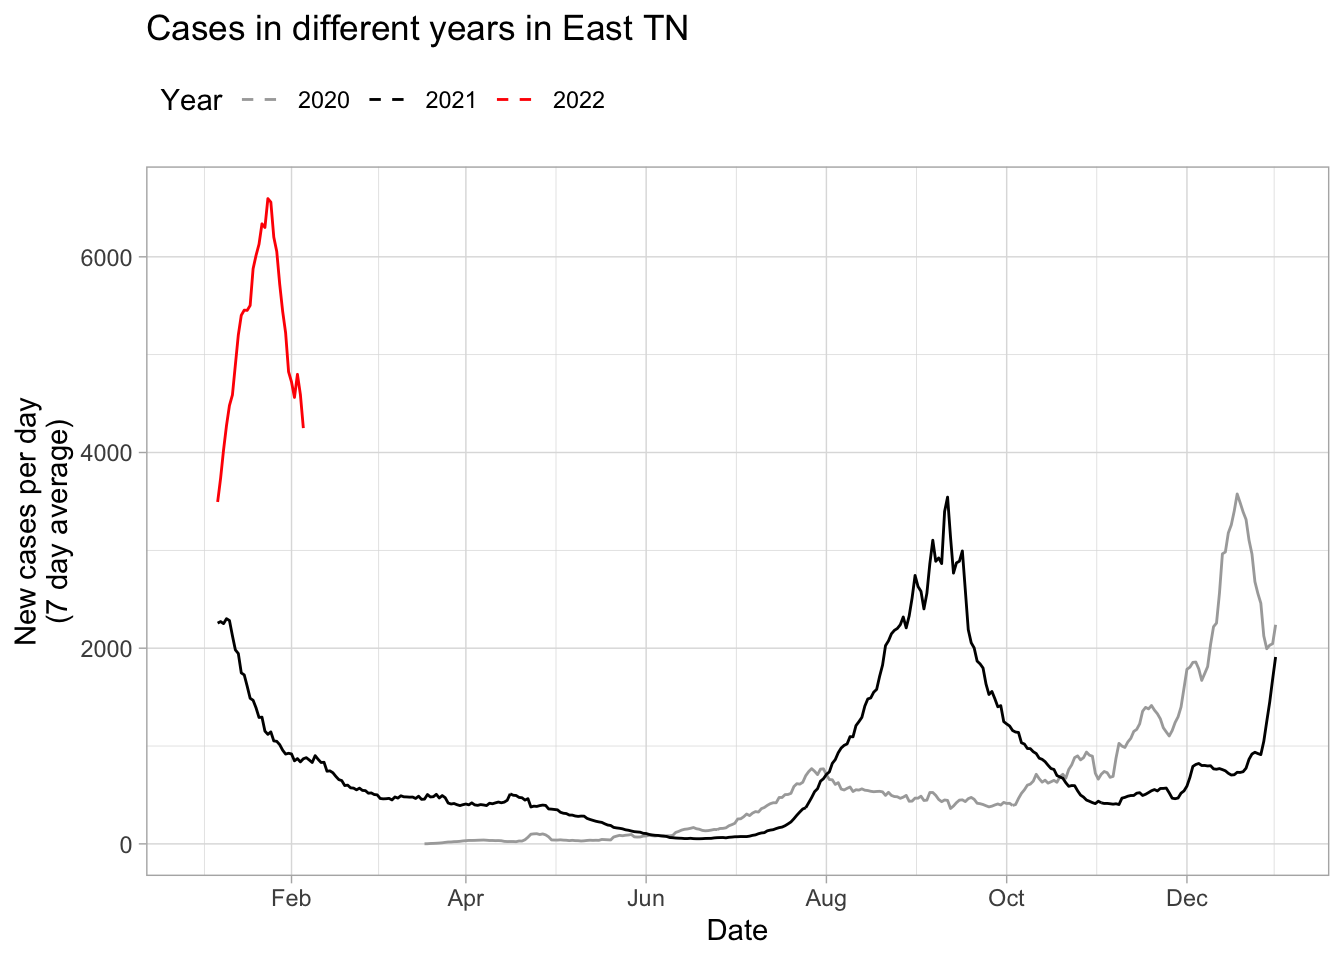 Cases in different years in East TN
Year 2020 2021 2022
New cases per day
(7 day average)
6000
4000
2000
0
Feb Apr Jun Aug Oct Dec
Date